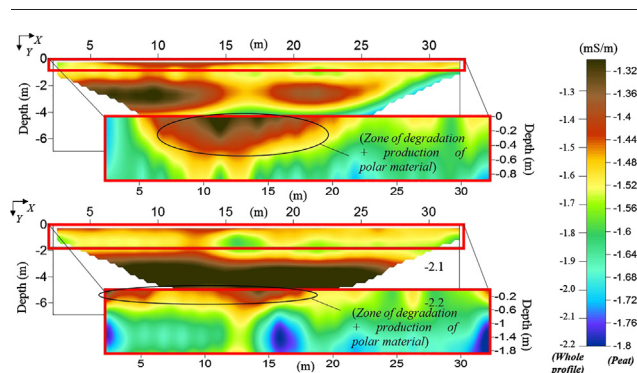 X
Y
5 10 15 (m) 20 25 30
0
-2
-4
-6
Depth (m)
0
-0.2
-0.4
-0.6
-0.8
Depth (m)
(Zone of degradation
+ production of
polar material)
5 10 15 20 25 30
(m)
X
Y
5 10 15 (m) 20 25 30
0
-2
-4
-6
Depth (m)
-2.1
-2.2
-0.2
-0.6
-1
-1.4
-1.8
Depth (m)
(Zone of degradation
+ production of
polar material)
5 10 15 20 25 30
(m)
(mS/m)
-1.3
-1.4
-1.5
-1.6
-1.7
-1.8
-1.9
-2
-2.1
-2.2
(Whole
profile)
-1.32
-1.36
-1.4
-1.44
-1.48
-1.52
-1.56
-1.6
-1.64
-1.68
-1.72
-1.76
-1.8
(Peat)